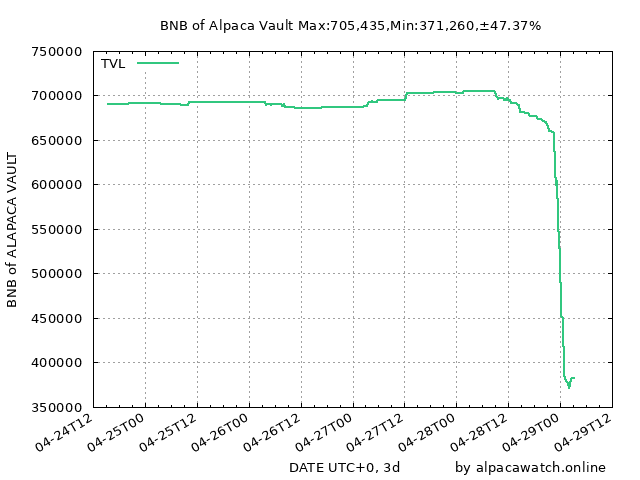 BNB of Alpaca Vault Max:705,435,Min:371,260,±47.37%
TVL
BNB of ALAPACA VAULT
750000
700000
650000
600000
550000
500000
450000
400000
350000
04-24T12
04-25T00
04-25T12
04-26T00
04-26T12
04-27T00
04-27T12
04-28T00
04-28T12
04-29T00
04-29T12
DATE UTC+0, 3d
by alpacawatch.online